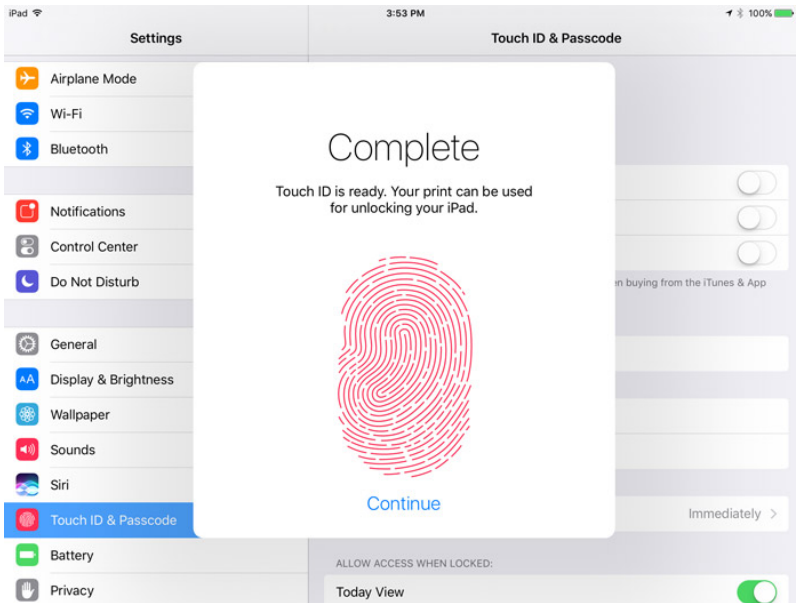 iPad 3:53 PM 100%
Settings
Touch ID & Passcode
Airplane Mode
Wi-Fi
Bluetooth
Notifications
Control Center
Do Not Disturb
General
AA Display & Brightness
Wallpaper
Sounds
Siri
Touch ID & Passcode
Battery
Privacy
Complete
Touch ID is ready. Your print can be used
for unlocking your iPad.
Continue
buying from the iTunes & App
Immediately
ALLOW ACCESS WHEN LOCKED:
Today View